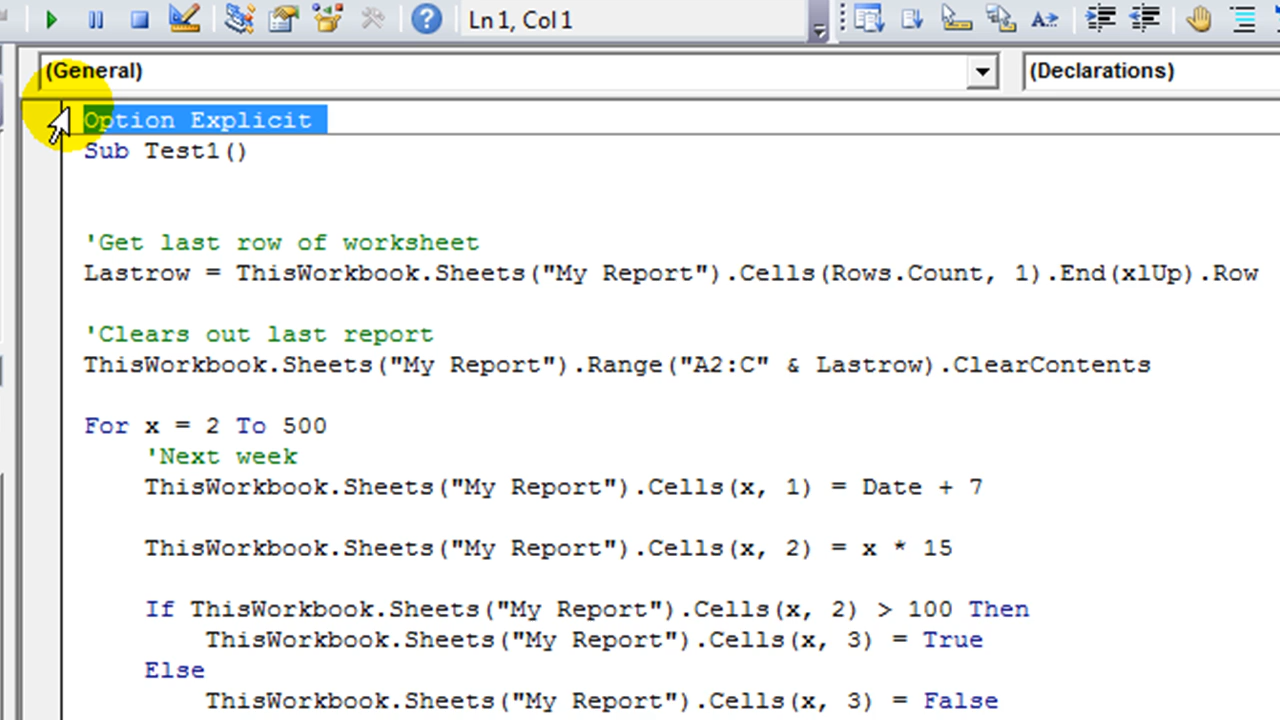 Ln 1, Col 1
(General)
(Declarations)
Option Explicit
Sub Test1()
'Get last row of worksheet
Lastrow = ThisWorkbook.Sheets("My Report").Cells(Rows.Count, 1).End(xlUp).Row
'Clears out last report
ThisWorkbook.Sheets("My Report").Range("A2:C" & Lastrow).ClearContents
For x = 2 To 500
'Next week
ThisWorkbook.Sheets("My Report").Cells(x, 1) = Date + 7
ThisWorkbook.Sheets("My Report").Cells(x, 2) = x * 15
If ThisWorkbook.Sheets("My Report").Cells(x, 2) > 100 Then
ThisWorkbook.Sheets("My Report").Cells(x, 3) = True
Else
ThisWorkbook.Sheets("My Report").Cells(x, 3) = False